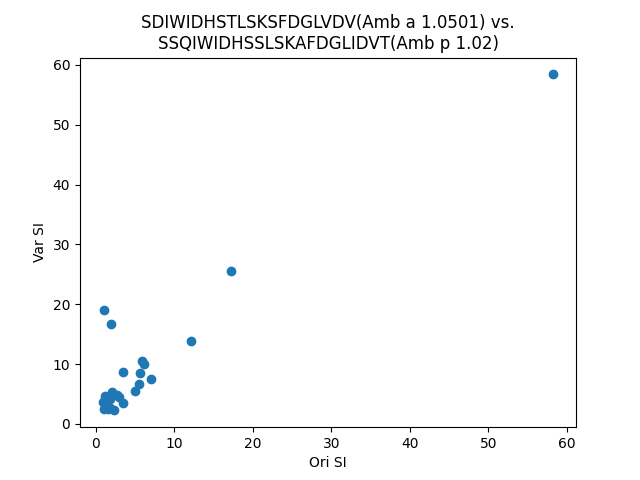 SDIWIDHSTLSKSFDGLVDV(Amb a 1.0501) vs.
SSQIWIDHSSLSKAFDGLIDVT(Amb p 1.02)
60
50
40
30
20
10
0
Var SI
0 10 20 30 40 50 60
Ori SI